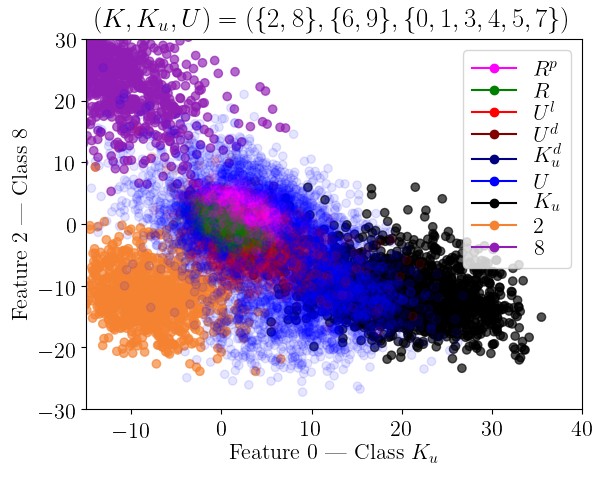 (K, K_u, U) = ({2, 8}, {6, 9}, {0, 1, 3, 4, 5, 7})
Feature 2 — Class 8
30
20
10
0
−10
−20
−30
R^p
R
U^l
U^d
K_u^d
U
K_u
2
8
−10 0 10 20 30 40
Feature 0 — Class K_u